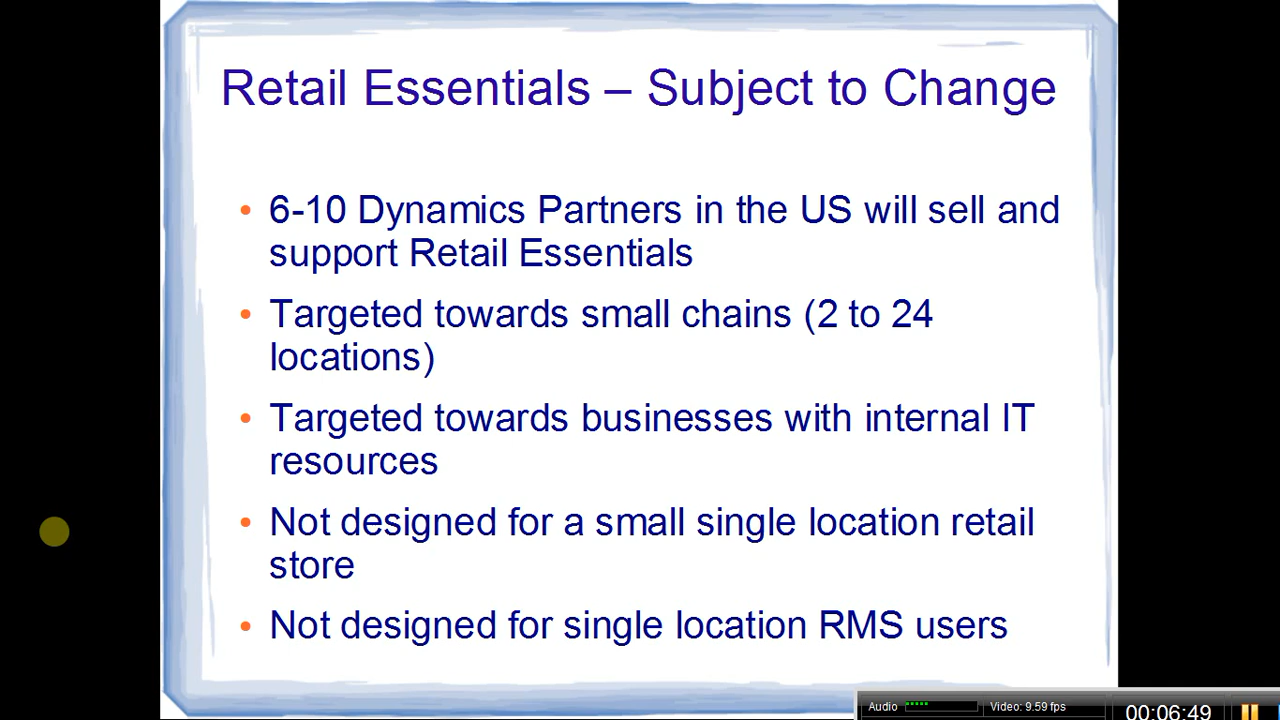 Retail Essentials – Subject to Change
• 6-10 Dynamics Partners in the US will sell and
support Retail Essentials
• Targeted towards small chains (2 to 24
locations)
• Targeted towards businesses with internal IT
resources
• Not designed for a small single location retail
store
• Not designed for single location RMS users
Audio Video: 9.59 fps 00:06:49